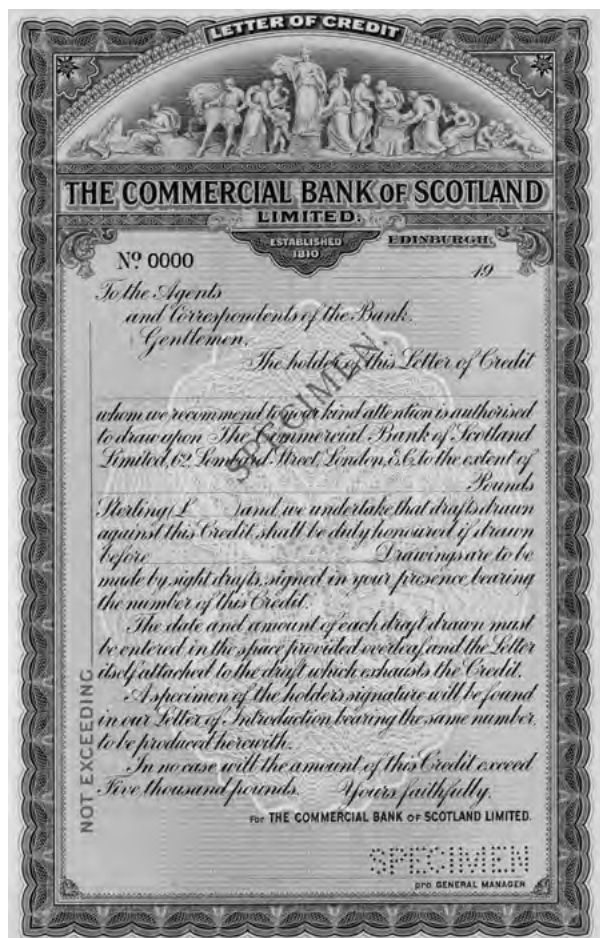 LETTER OF CREDIT
THE COMMERCIAL BANK OF SCOTLAND
LIMITED.
ESTABLISHED
1810
EDINBURGH,
Nº 0000
19
To the Agents
and Correspondents of the Bank.
Gentlemen,
The holder of this Letter of Credit
whom we recommend to your kind attention is authorised
to draw upon The Commercial Bank of Scotland
Limited, 62, Lombard Street, London, E.C. to the extent of
Pounds
Sterling (£ ) and we undertake that drafts drawn
against this Credit shall be duly honoured if drawn
before Drawings are to be
made by sight drafts, signed in your presence bearing
the number of this Credit.
The date and amount of each draft drawn must
be entered in the space provided overleaf and the Letter
itself attached to the draft which exhausts the Credit.
A specimen of the holder's signature will be found
in our Letter of Introduction bearing the same number,
to be produced herewith.
In no case will the amount of this Credit exceed
Five thousand pounds. Yours faithfully,
For THE COMMERCIAL BANK OF SCOTLAND LIMITED.
SPECIMEN
pro GENERAL MANAGER
NOT EXCEEDING
SPECIMEN.